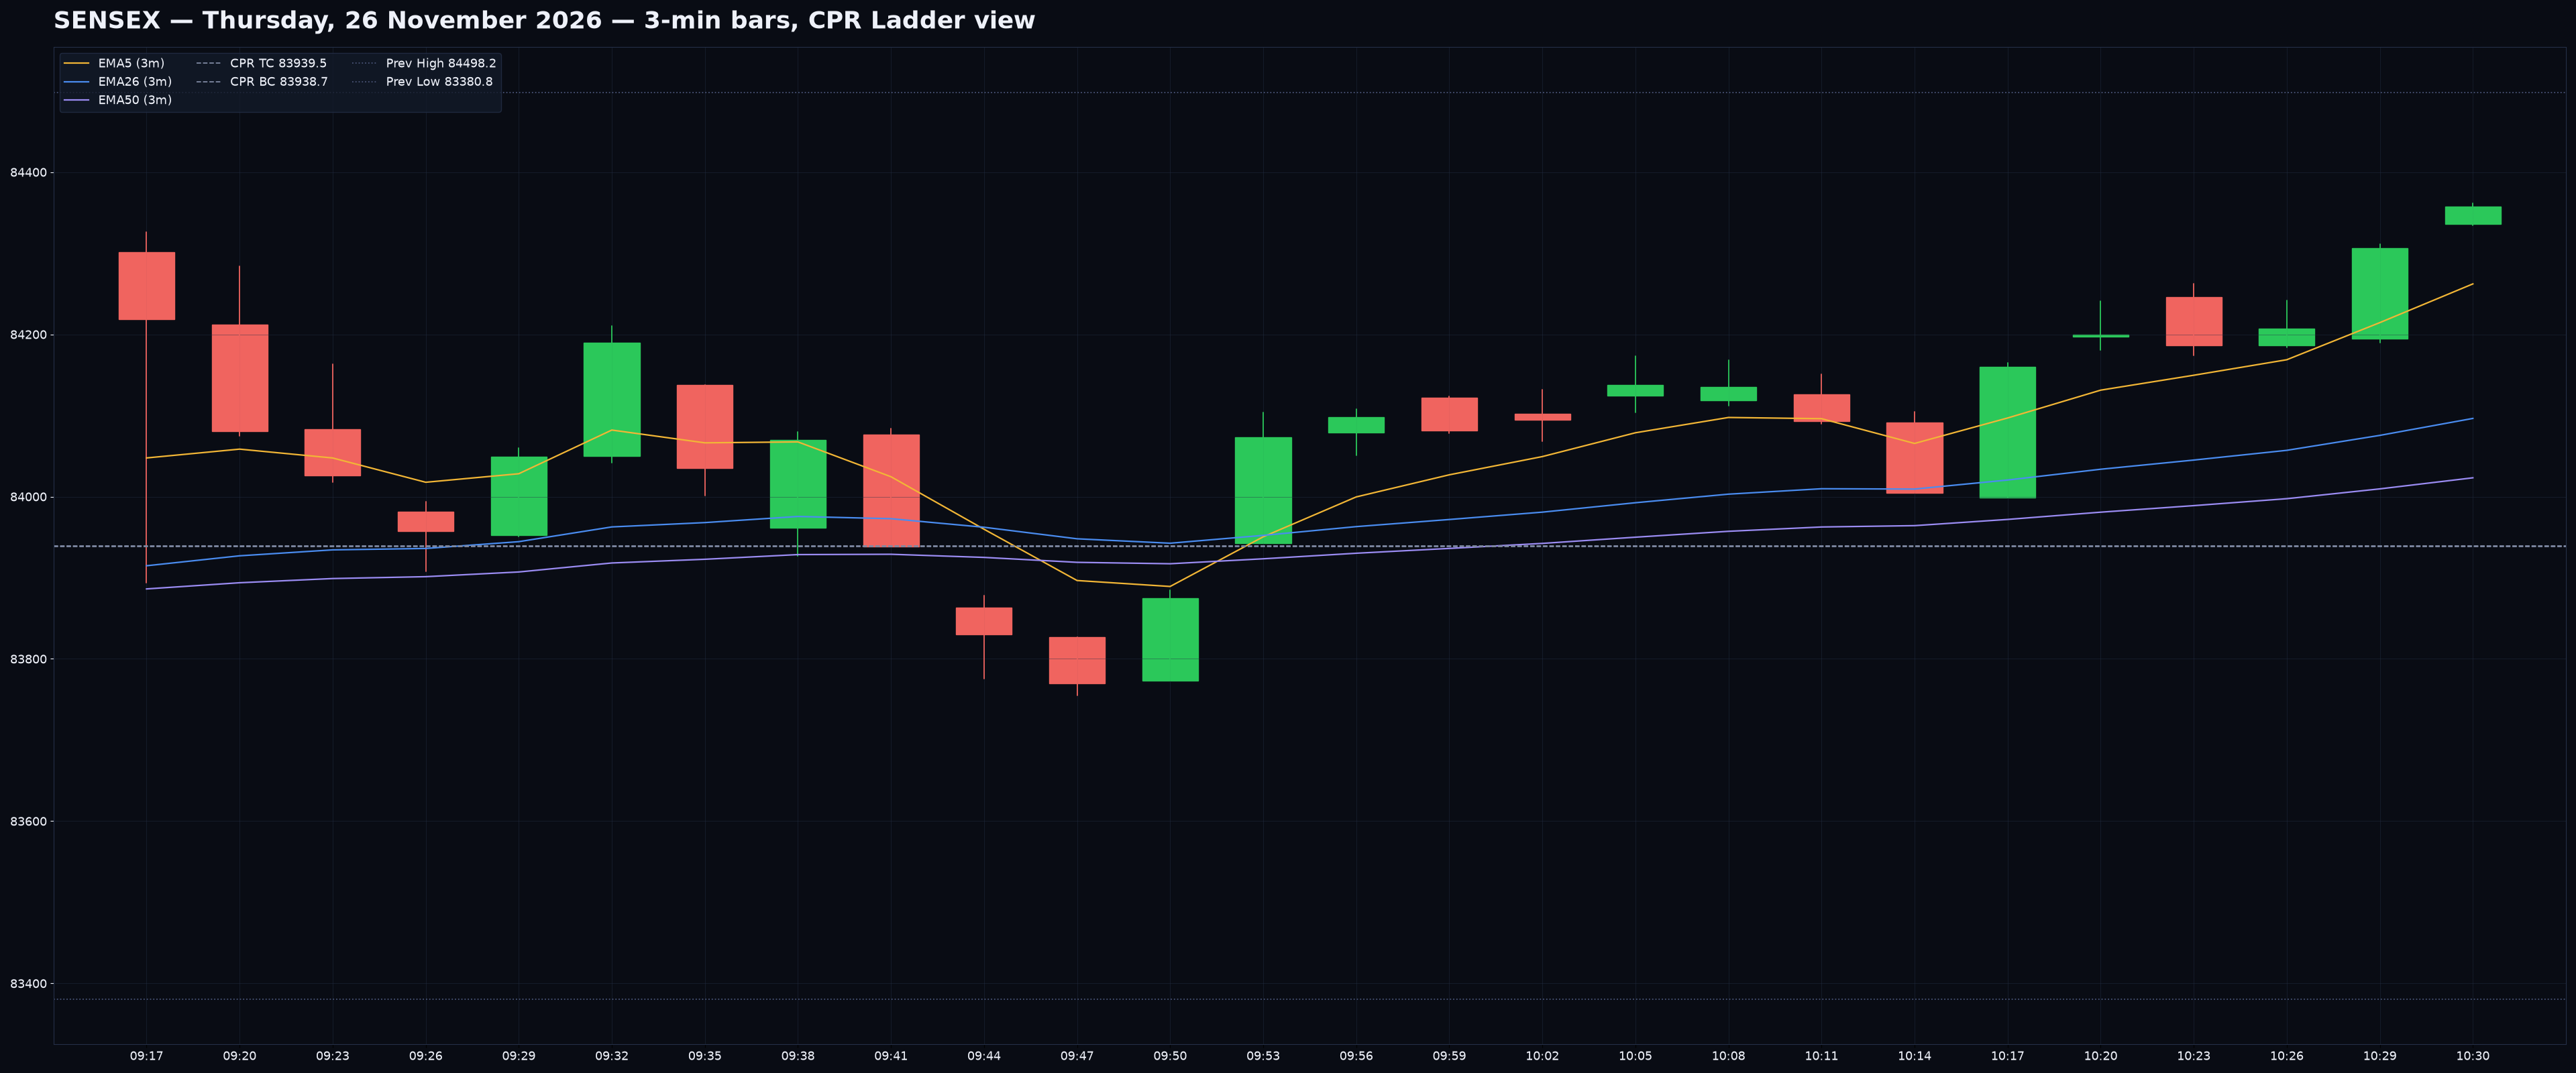 SENSEX — Thursday, 26 November 2026 — 3-min bars, CPR Ladder view
EMA5 (3m) CPR TC 83939.5 Prev High 84498.2
EMA26 (3m) CPR BC 83938.7 Prev Low 83380.8
EMA50 (3m)
84400
84200
84000
83800
83600
83400
09:17 09:20 09:23 09:26 09:29 09:32 09:35 09:38 09:41 09:44 09:47 09:50 09:53 09:56 09:59 10:02 10:05 10:08 10:11 10:14 10:17 10:20 10:23 10:26 10:29 10:30